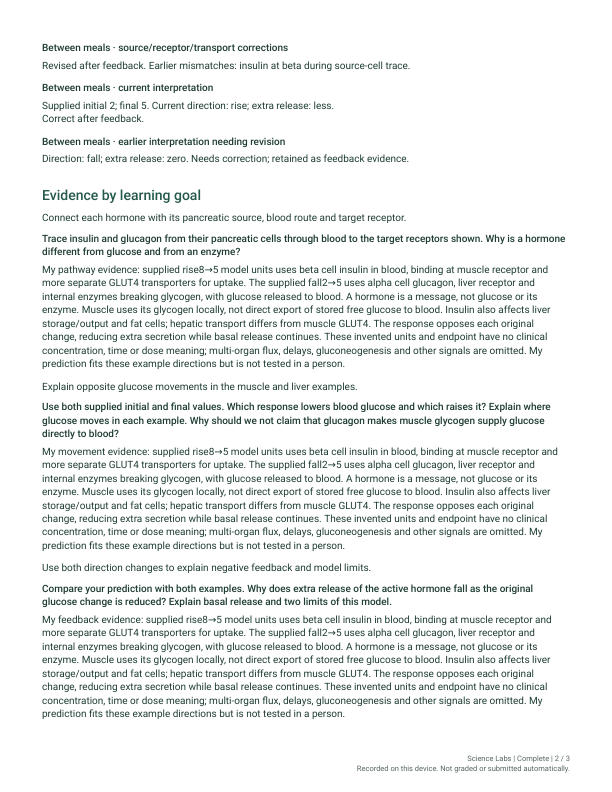 Between meals · source/receptor/transport corrections
Revised after feedback. Earlier mismatches: insulin at beta during source-cell trace.
Between meals · current interpretation
Supplied initial 2; final 5. Current direction: rise; extra release: less.
Correct after feedback.
Between meals · earlier interpretation needing revision
Direction: fall; extra release: zero. Needs correction; retained as feedback evidence.
Evidence by learning goal
Connect each hormone with its pancreatic source, blood route and target receptor.
Trace insulin and glucagon from their pancreatic cells through blood to the target receptors shown. Why is a hormone
different from glucose and from an enzyme?
My pathway evidence: supplied rise8→5 model units uses beta cell insulin in blood, binding at muscle receptor and
more separate GLUT4 transporters for uptake. The supplied fall2→5 uses alpha cell glucagon, liver receptor and
internal enzymes breaking glycogen, with glucose released to blood. A hormone is a message, not glucose or its
enzyme. Muscle uses its glycogen locally, not direct export of stored free glucose to blood. Insulin also affects liver
storage/output and fat cells; hepatic transport differs from muscle GLUT4. The response opposes each original
change, reducing extra secretion while basal release continues. These invented units and endpoint have no clinical
concentration, time or dose meaning; multi-organ flux, delays, gluconeogenesis and other signals are omitted. My
prediction fits these example directions but is not tested in a person.
Explain opposite glucose movements in the muscle and liver examples.
Use both supplied initial and final values. Which response lowers blood glucose and which raises it? Explain where
glucose moves in each example. Why should we not claim that glucagon makes muscle glycogen supply glucose
directly to blood?
My movement evidence: supplied rise8→5 model units uses beta cell insulin in blood, binding at muscle receptor and
more separate GLUT4 transporters for uptake. The supplied fall2→5 uses alpha cell glucagon, liver receptor and
internal enzymes breaking glycogen, with glucose released to blood. A hormone is a message, not glucose or its
enzyme. Muscle uses its glycogen locally, not direct export of stored free glucose to blood. Insulin also affects liver
storage/output and fat cells; hepatic transport differs from muscle GLUT4. The response opposes each original
change, reducing extra secretion while basal release continues. These invented units and endpoint have no clinical
concentration, time or dose meaning; multi-organ flux, delays, gluconeogenesis and other signals are omitted. My
prediction fits these example directions but is not tested in a person.
Use both direction changes to explain negative feedback and model limits.
Compare your prediction with both examples. Why does extra release of the active hormone fall as the original
glucose change is reduced? Explain basal release and two limits of this model.
My feedback evidence: supplied rise8→5 model units uses beta cell insulin in blood, binding at muscle receptor and
more separate GLUT4 transporters for uptake. The supplied fall2→5 uses alpha cell glucagon, liver receptor and
internal enzymes breaking glycogen, with glucose released to blood. A hormone is a message, not glucose or its
enzyme. Muscle uses its glycogen locally, not direct export of stored free glucose to blood. Insulin also affects liver
storage/output and fat cells; hepatic transport differs from muscle GLUT4. The response opposes each original
change, reducing extra secretion while basal release continues. These invented units and endpoint have no clinical
concentration, time or dose meaning; multi-organ flux, delays, gluconeogenesis and other signals are omitted. My
prediction fits these example directions but is not tested in a person.
Science Labs | Complete | 2 / 3
Recorded on this device. Not graded or submitted automatically.